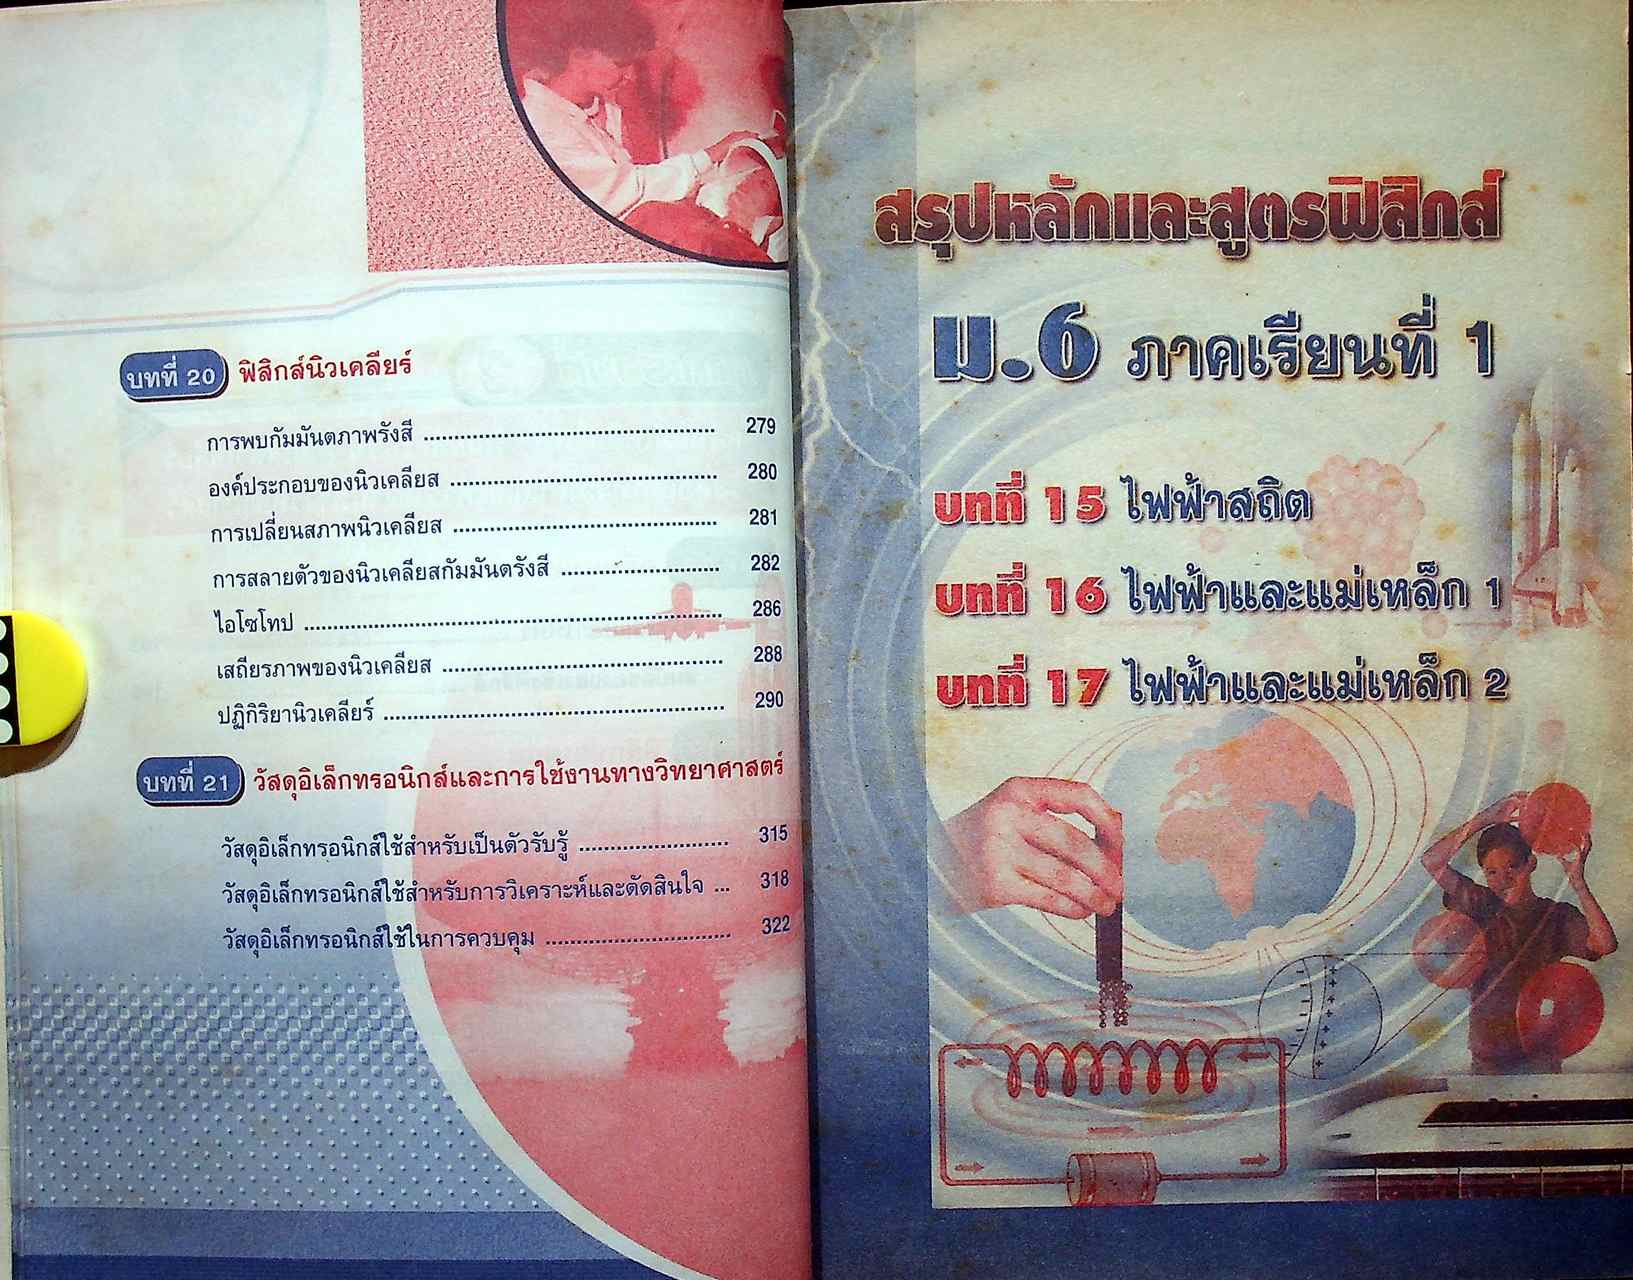 บทที่ 20 ฟิสิกส์นิวเคลียร์
การพบกัมมันตภาพรังสี ................................................ 279
องค์ประกอบของนิวเคลียส ............................................ 280
การเปลี่ยนสภาพนิวเคลียส ............................................ 281
การสลายตัวของนิวเคลียสกัมมันตรังสี .......................... 282
ไอโซโทป ...................................................................... 286
เสถียรภาพของนิวเคลียส ............................................... 288
ปฏิกิริยานิวเคลียร์ ......................................................... 290
บทที่ 21 วัสดุอิเล็กทรอนิกส์และการใช้งานทางวิทยาศาสตร์
วัสดุอิเล็กทรอนิกส์ใช้สำหรับเป็นตัวรับรู้ ......................... 315
วัสดุอิเล็กทรอนิกส์ใช้สำหรับการวิเคราะห์และตัดสินใจ ... 318
วัสดุอิเล็กทรอนิกส์ใช้ในการควบคุม ............................... 322
สรุปหลักและสูตรฟิสิกส์
ม.6 ภาคเรียนที่ 1
บทที่ 15 ไฟฟ้าสถิต
บทที่ 16 ไฟฟ้าและแม่เหล็ก 1
บทที่ 17 ไฟฟ้าและแม่เหล็ก 2